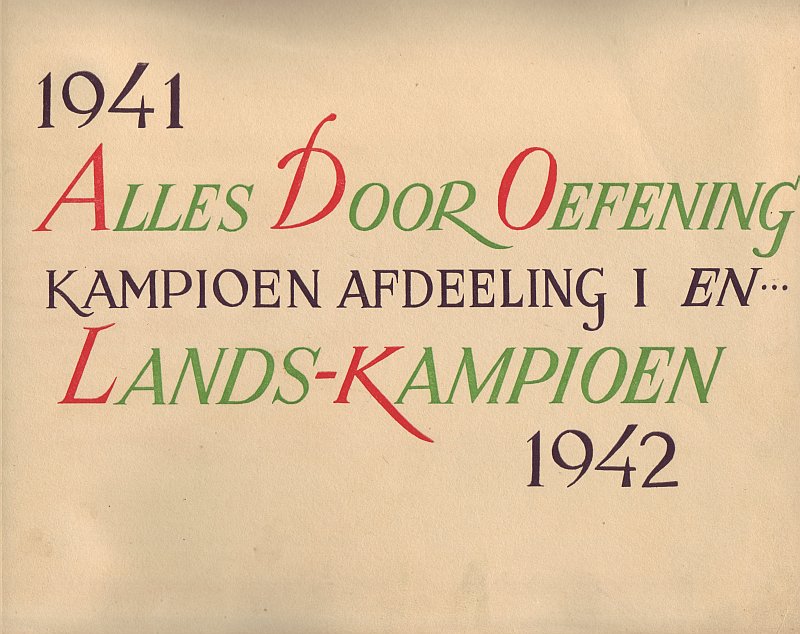 1941
ALLES DOOR OEFENING
KAMPIOEN AFDEELING I EN...
LANDS-KAMPIOEN
1942